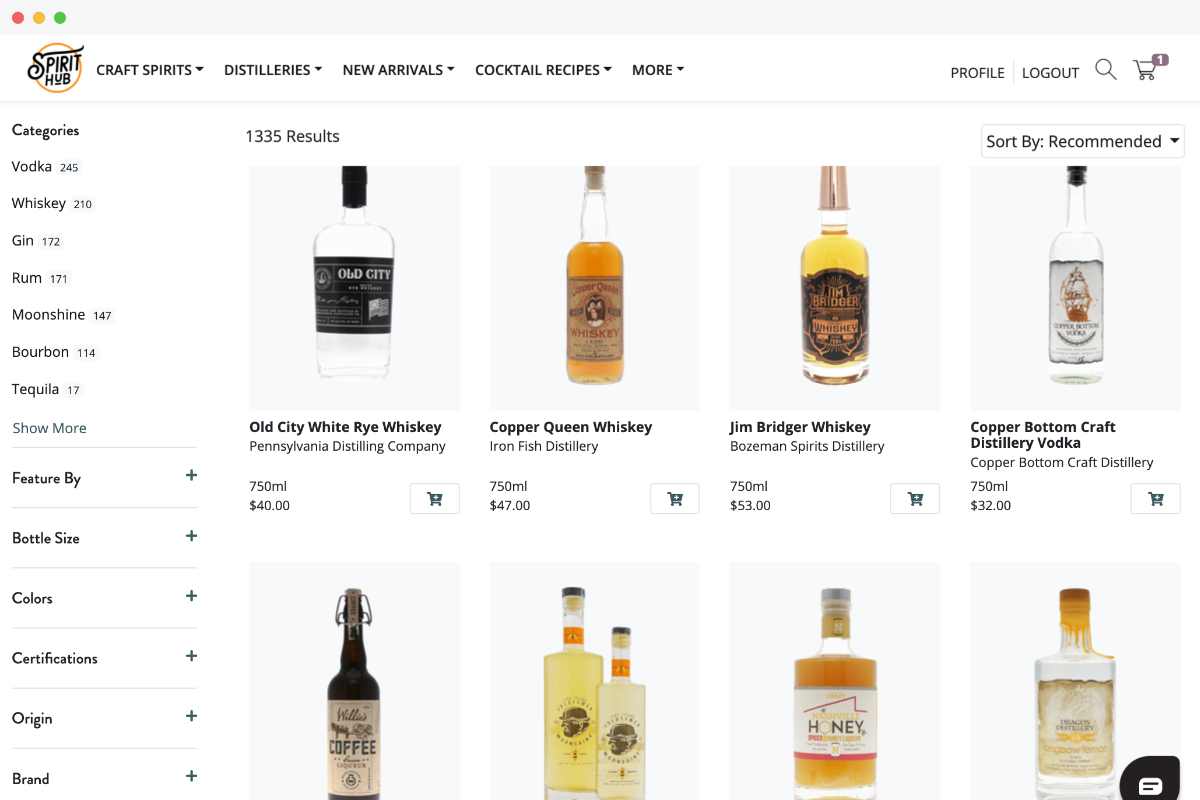 SPIRIT
HUB
CRAFT SPIRITS
DISTILLERIES
NEW ARRIVALS
COCKTAIL RECIPES
MORE
PROFILE
LOGOUT
1
Categories
Vodka 245
Whiskey 210
Gin 172
Rum 171
Moonshine 147
Bourbon 114
Tequila 17
Show More
Feature By
Bottle Size
Colors
Certifications
Origin
Brand
1335 Results
Sort By: Recommended
OLD CITY
Old City White Rye Whiskey
Pennsylvania Distilling Company
750ml
$40.00
Copper Queen
WHISKEY
Copper Queen Whiskey
Iron Fish Distillery
750ml
$47.00
JIM
BRIDGER
WHISKEY
Jim Bridger Whiskey
Bozeman Spirits Distillery
750ml
$53.00
COPPER BOTTOM
VODKA
Copper Bottom Craft
Distillery Vodka
Copper Bottom Craft Distillery
750ml
$32.00
Willie's
COFFEE
Cream
LIQUEUR
MOONSHINE
NASHVILLE
HONEY
DRAGON
DISTILLERY
longbow lemon